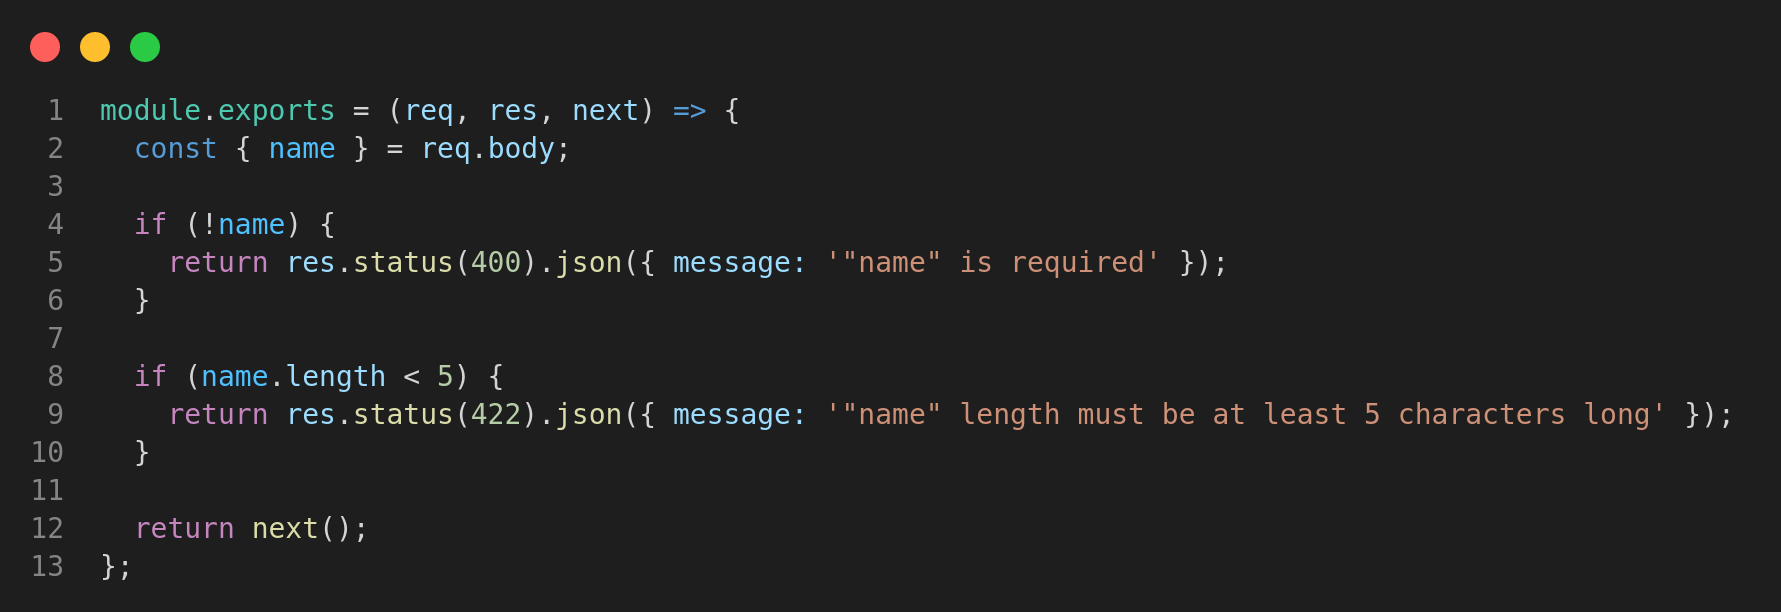 1 module.exports = (req, res, next) => {
2   const { name } = req.body;
3
4   if (!name) {
5     return res.status(400).json({ message: '"name" is required' });
6   }
7
8   if (name.length < 5) {
9     return res.status(422).json({ message: '"name" length must be at least 5 characters long' });
10   }
11
12   return next();
13 };